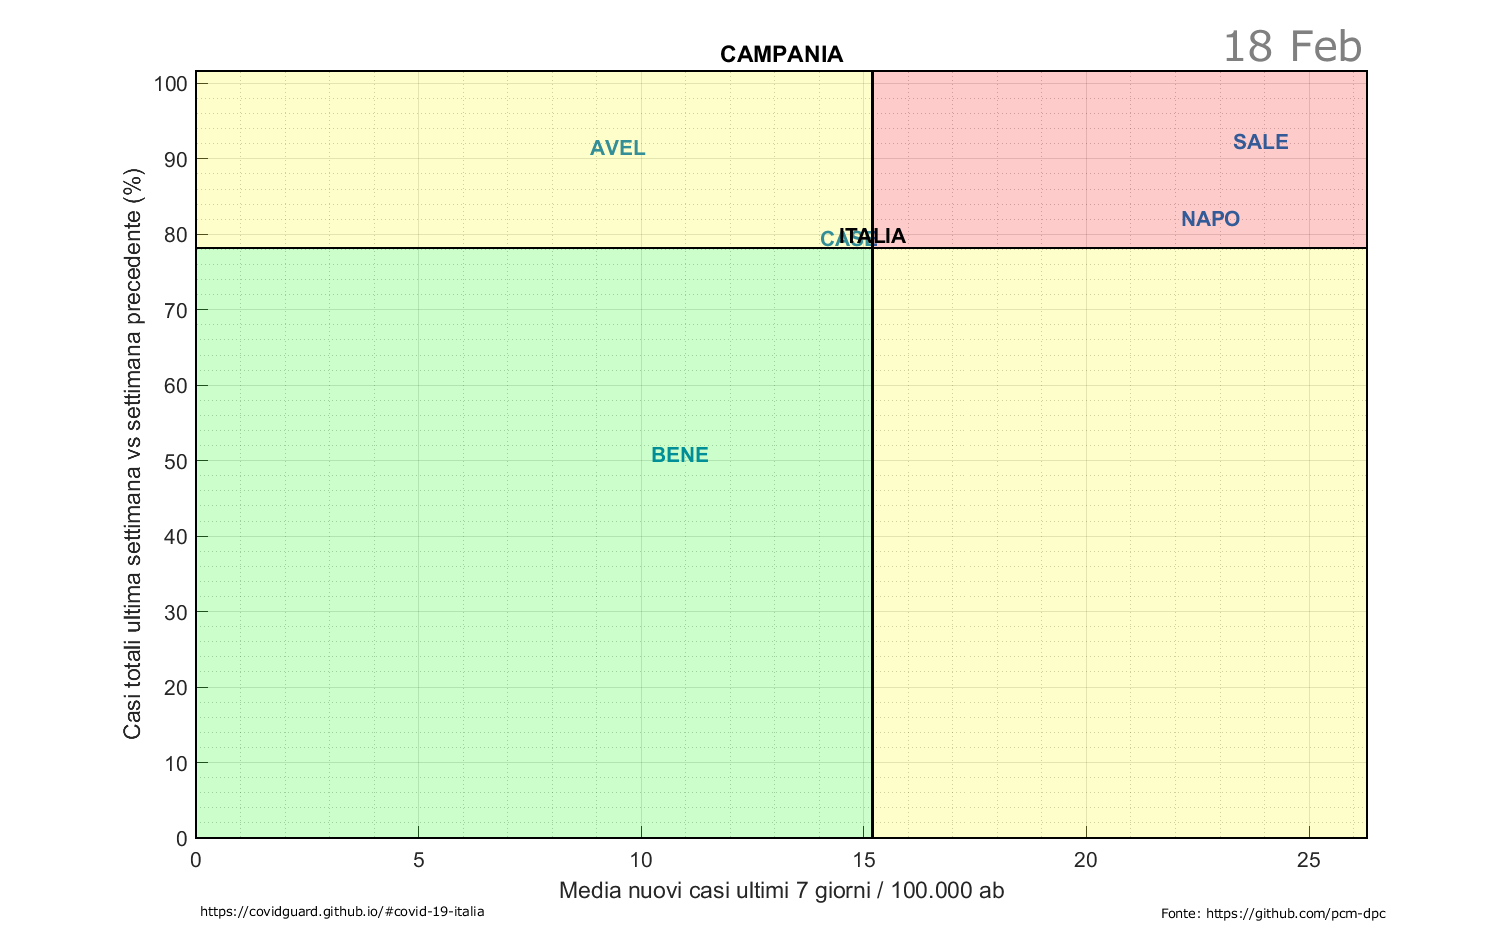 18 Feb
CAMPANIA
Casi totali ultima settimana vs settimana precedente (%)
100
90
80
70
60
50
40
30
20
10
0
AVEL
SALE
NAPO
CASE
ITALIA
BENE
0 5 10 15 20 25
Media nuovi casi ultimi 7 giorni / 100.000 ab
https://covidguard.github.io/#covid-19-italia
Fonte: https://github.com/pcm-dpc